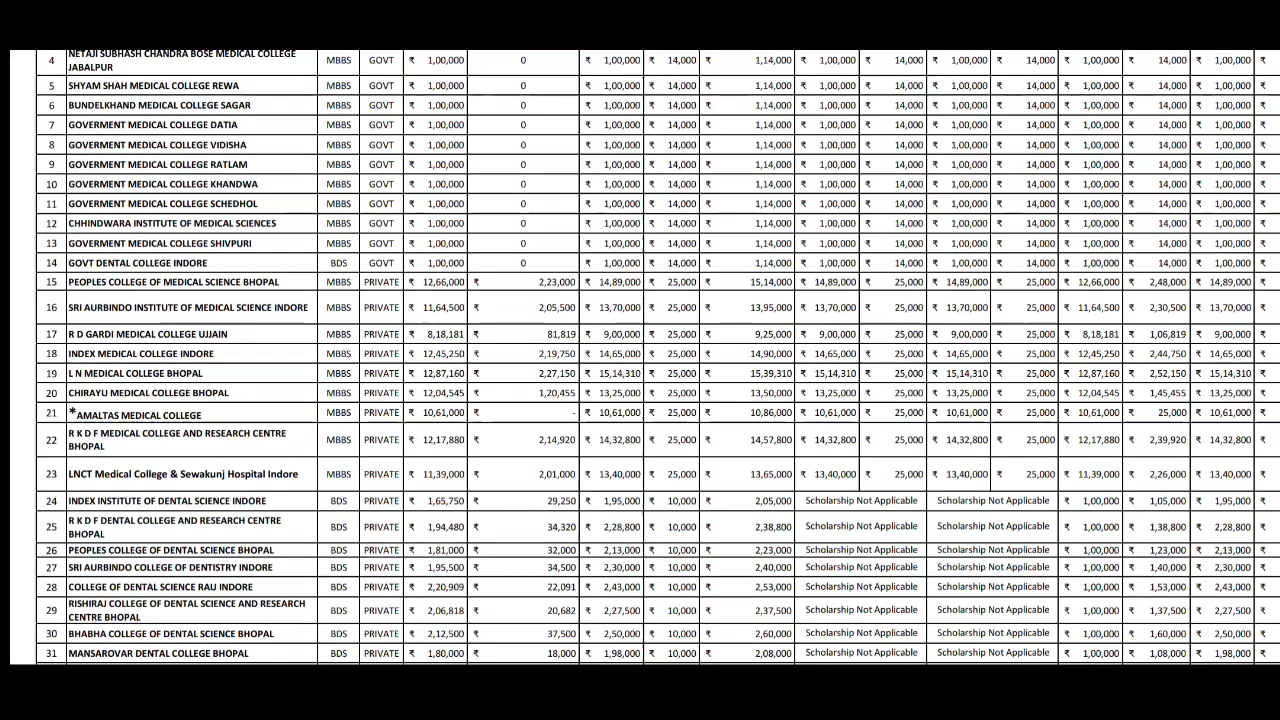 4 NETAJI SUBHASH CHANDRA BOSE MEDICAL COLLEGE JABALPUR MBBS GOVT ₹ 1,00,000 0 ₹ 1,00,000 ₹ 14,000 ₹ 1,14,000 ₹ 1,00,000 ₹ 14,000 ₹ 1,00,000 ₹ 14,000 ₹ 1,00,000 ₹ 14,000 ₹ 1,00,000 ₹
5 SHYAM SHAH MEDICAL COLLEGE REWA MBBS GOVT ₹ 1,00,000 0 ₹ 1,00,000 ₹ 14,000 ₹ 1,14,000 ₹ 1,00,000 ₹ 14,000 ₹ 1,00,000 ₹ 14,000 ₹ 1,00,000 ₹ 14,000 ₹ 1,00,000 ₹
6 BUNDELKHAND MEDICAL COLLEGE SAGAR MBBS GOVT ₹ 1,00,000 0 ₹ 1,00,000 ₹ 14,000 ₹ 1,14,000 ₹ 1,00,000 ₹ 14,000 ₹ 1,00,000 ₹ 14,000 ₹ 1,00,000 ₹ 14,000 ₹ 1,00,000 ₹
7 GOVERMENT MEDICAL COLLEGE DATIA MBBS GOVT ₹ 1,00,000 0 ₹ 1,00,000 ₹ 14,000 ₹ 1,14,000 ₹ 1,00,000 ₹ 14,000 ₹ 1,00,000 ₹ 14,000 ₹ 1,00,000 ₹ 14,000 ₹ 1,00,000 ₹
8 GOVERMENT MEDICAL COLLEGE VIDISHA MBBS GOVT ₹ 1,00,000 0 ₹ 1,00,000 ₹ 14,000 ₹ 1,14,000 ₹ 1,00,000 ₹ 14,000 ₹ 1,00,000 ₹ 14,000 ₹ 1,00,000 ₹ 14,000 ₹ 1,00,000 ₹
9 GOVERMENT MEDICAL COLLEGE RATLAM MBBS GOVT ₹ 1,00,000 0 ₹ 1,00,000 ₹ 14,000 ₹ 1,14,000 ₹ 1,00,000 ₹ 14,000 ₹ 1,00,000 ₹ 14,000 ₹ 1,00,000 ₹ 14,000 ₹ 1,00,000 ₹
10 GOVERMENT MEDICAL COLLEGE KHANDWA MBBS GOVT ₹ 1,00,000 0 ₹ 1,00,000 ₹ 14,000 ₹ 1,14,000 ₹ 1,00,000 ₹ 14,000 ₹ 1,00,000 ₹ 14,000 ₹ 1,00,000 ₹ 14,000 ₹ 1,00,000 ₹
11 GOVERMENT MEDICAL COLLEGE SCHEDHOL MBBS GOVT ₹ 1,00,000 0 ₹ 1,00,000 ₹ 14,000 ₹ 1,14,000 ₹ 1,00,000 ₹ 14,000 ₹ 1,00,000 ₹ 14,000 ₹ 1,00,000 ₹ 14,000 ₹ 1,00,000 ₹
12 CHHINDWARA INSTITUTE OF MEDICAL SCIENCES MBBS GOVT ₹ 1,00,000 0 ₹ 1,00,000 ₹ 14,000 ₹ 1,14,000 ₹ 1,00,000 ₹ 14,000 ₹ 1,00,000 ₹ 14,000 ₹ 1,00,000 ₹ 14,000 ₹ 1,00,000 ₹
13 GOVERMENT MEDICAL COLLEGE SHIVPURI MBBS GOVT ₹ 1,00,000 0 ₹ 1,00,000 ₹ 14,000 ₹ 1,14,000 ₹ 1,00,000 ₹ 14,000 ₹ 1,00,000 ₹ 14,000 ₹ 1,00,000 ₹ 14,000 ₹ 1,00,000 ₹
14 GOVT DENTAL COLLEGE INDORE BDS GOVT ₹ 1,00,000 0 ₹ 1,00,000 ₹ 14,000 ₹ 1,14,000 ₹ 1,00,000 ₹ 14,000 ₹ 1,00,000 ₹ 14,000 ₹ 1,00,000 ₹ 14,000 ₹ 1,00,000 ₹
15 PEOPLES COLLEGE OF MEDICAL SCIENCE BHOPAL MBBS PRIVATE ₹ 12,66,000 ₹ 2,23,000 ₹ 14,89,000 ₹ 25,000 ₹ 15,14,000 ₹ 14,89,000 ₹ 25,000 ₹ 14,89,000 ₹ 25,000 ₹ 12,66,000 ₹ 2,48,000 ₹ 14,89,000 ₹
16 SRI AURBINDO INSTITUTE OF MEDICAL SCIENCE INDORE MBBS PRIVATE ₹ 11,64,500 ₹ 2,05,500 ₹ 13,70,000 ₹ 25,000 ₹ 13,95,000 ₹ 13,70,000 ₹ 25,000 ₹ 13,70,000 ₹ 25,000 ₹ 11,64,500 ₹ 2,30,500 ₹ 13,70,000 ₹
17 R D GARDI MEDICAL COLLEGE UJJAIN MBBS PRIVATE ₹ 8,18,181 ₹ 81,819 ₹ 9,00,000 ₹ 25,000 ₹ 9,25,000 ₹ 9,00,000 ₹ 25,000 ₹ 9,00,000 ₹ 25,000 ₹ 8,18,181 ₹ 1,06,819 ₹ 9,00,000 ₹
18 INDEX MEDICAL COLLEGE INDORE MBBS PRIVATE ₹ 12,45,250 ₹ 2,19,750 ₹ 14,65,000 ₹ 25,000 ₹ 14,90,000 ₹ 14,65,000 ₹ 25,000 ₹ 14,65,000 ₹ 25,000 ₹ 12,45,250 ₹ 2,44,750 ₹ 14,65,000 ₹
19 L N MEDICAL COLLEGE BHOPAL MBBS PRIVATE ₹ 12,87,160 ₹ 2,27,150 ₹ 15,14,310 ₹ 25,000 ₹ 15,39,310 ₹ 15,14,310 ₹ 25,000 ₹ 15,14,310 ₹ 25,000 ₹ 12,87,160 ₹ 2,52,150 ₹ 15,14,310 ₹
20 CHIRAYU MEDICAL COLLEGE BHOPAL MBBS PRIVATE ₹ 12,04,545 ₹ 1,20,455 ₹ 13,25,000 ₹ 25,000 ₹ 13,50,000 ₹ 13,25,000 ₹ 25,000 ₹ 13,25,000 ₹ 25,000 ₹ 12,04,545 ₹ 1,45,455 ₹ 13,25,000 ₹
21 *AMALTAS MEDICAL COLLEGE MBBS PRIVATE ₹ 10,61,000 ₹ - ₹ 10,61,000 ₹ 25,000 ₹ 10,86,000 ₹ 10,61,000 ₹ 25,000 ₹ 10,61,000 ₹ 25,000 ₹ 10,61,000 ₹ 25,000 ₹ 10,61,000 ₹
22 R K D F MEDICAL COLLEGE AND RESEARCH CENTRE BHOPAL MBBS PRIVATE ₹ 12,17,880 ₹ 2,14,920 ₹ 14,32,800 ₹ 25,000 ₹ 14,57,800 ₹ 14,32,800 ₹ 25,000 ₹ 14,32,800 ₹ 25,000 ₹ 12,17,880 ₹ 2,39,920 ₹ 14,32,800 ₹
23 LNCT Medical College & Sewakunj Hospital Indore MBBS PRIVATE ₹ 11,39,000 ₹ 2,01,000 ₹ 13,40,000 ₹ 25,000 ₹ 13,65,000 ₹ 13,40,000 ₹ 25,000 ₹ 13,40,000 ₹ 25,000 ₹ 11,39,000 ₹ 2,26,000 ₹ 13,40,000 ₹
24 INDEX INSTITUTE OF DENTAL SCIENCE INDORE BDS PRIVATE ₹ 1,65,750 ₹ 29,250 ₹ 1,95,000 ₹ 10,000 ₹ 2,05,000 Scholarship Not Applicable Scholarship Not Applicable ₹ 1,00,000 ₹ 1,05,000 ₹ 1,95,000 ₹
25 R K D F DENTAL COLLEGE AND RESEARCH CENTRE BHOPAL BDS PRIVATE ₹ 1,94,480 ₹ 34,320 ₹ 2,28,800 ₹ 10,000 ₹ 2,38,800 Scholarship Not Applicable Scholarship Not Applicable ₹ 1,00,000 ₹ 1,38,800 ₹ 2,28,800 ₹
26 PEOPLES COLLEGE OF DENTAL SCIENCE BHOPAL BDS PRIVATE ₹ 1,81,000 ₹ 32,000 ₹ 2,13,000 ₹ 10,000 ₹ 2,23,000 Scholarship Not Applicable Scholarship Not Applicable ₹ 1,00,000 ₹ 1,23,000 ₹ 2,13,000 ₹
27 SRI AURBINDO COLLEGE OF DENTISTRY INDORE BDS PRIVATE ₹ 1,95,500 ₹ 34,500 ₹ 2,30,000 ₹ 10,000 ₹ 2,40,000 Scholarship Not Applicable Scholarship Not Applicable ₹ 1,00,000 ₹ 1,40,000 ₹ 2,30,000 ₹
28 COLLEGE OF DENTAL SCIENCE RAU INDORE BDS PRIVATE ₹ 2,20,909 ₹ 22,091 ₹ 2,43,000 ₹ 10,000 ₹ 2,53,000 Scholarship Not Applicable Scholarship Not Applicable ₹ 1,00,000 ₹ 1,53,000 ₹ 2,43,000 ₹
29 RISHIRAJ COLLEGE OF DENTAL SCIENCE AND RESEARCH CENTRE BHOPAL BDS PRIVATE ₹ 2,06,818 ₹ 20,682 ₹ 2,27,500 ₹ 10,000 ₹ 2,37,500 Scholarship Not Applicable Scholarship Not Applicable ₹ 1,00,000 ₹ 1,37,500 ₹ 2,27,500 ₹
30 BHABHA COLLEGE OF DENTAL SCIENCE BHOPAL BDS PRIVATE ₹ 2,12,500 ₹ 37,500 ₹ 2,50,000 ₹ 10,000 ₹ 2,60,000 Scholarship Not Applicable Scholarship Not Applicable ₹ 1,00,000 ₹ 1,60,000 ₹ 2,50,000 ₹
31 MANSAROVAR DENTAL COLLEGE BHOPAL BDS PRIVATE ₹ 1,80,000 ₹ 18,000 ₹ 1,98,000 ₹ 10,000 ₹ 2,08,000 Scholarship Not Applicable Scholarship Not Applicable ₹ 1,00,000 ₹ 1,08,000 ₹ 1,98,000 ₹